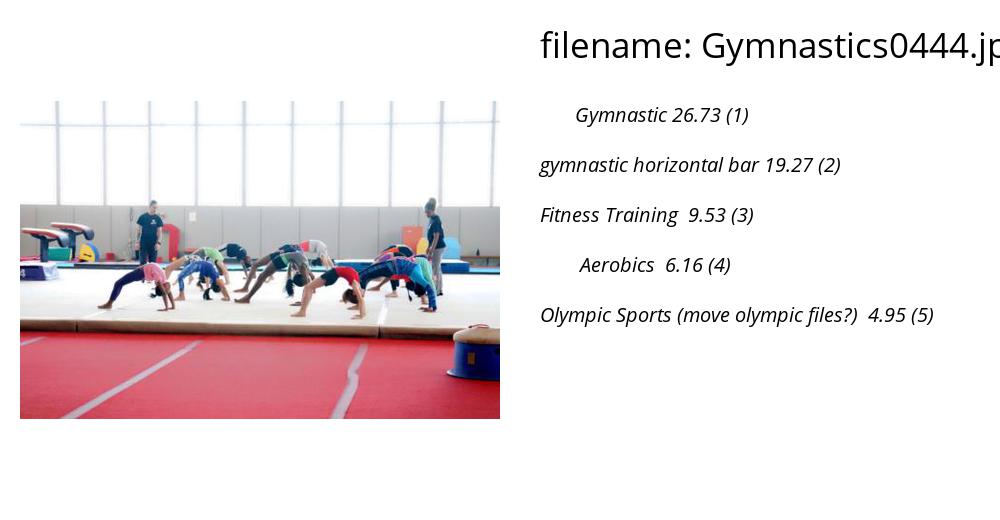 filename: Gymnastics0444.jp
Gymnastic 26.73 (1)
gymnastic horizontal bar 19.27 (2)
Fitness Training 9.53 (3)
Aerobics 6.16 (4)
Olympic Sports (move olympic files?) 4.95 (5)